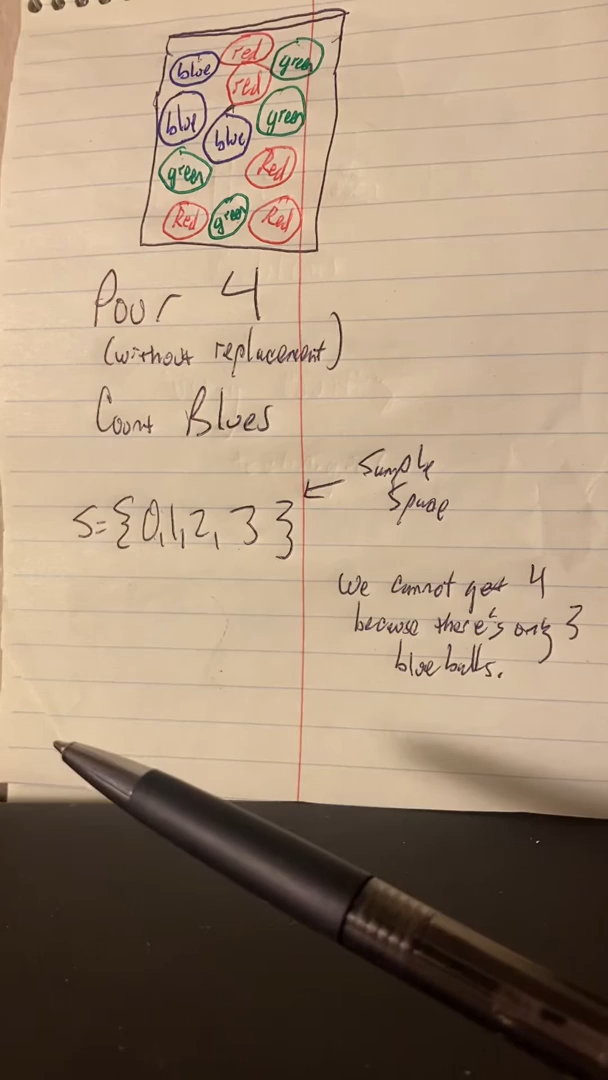 blue red green
red
blue blue green
green Red
Red green Red
Pour 4
(without replacement)
Count Blues
S={0,1,2, 3} ← Sample
Space
We cannot get 4
because there's only 3
blue balls.